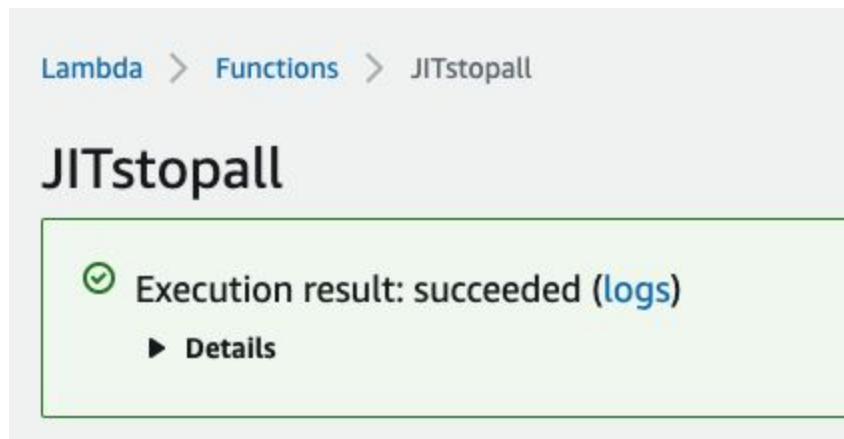 Lambda > Functions > JITstopall
JITstopall
Execution result: succeeded (logs)
Details